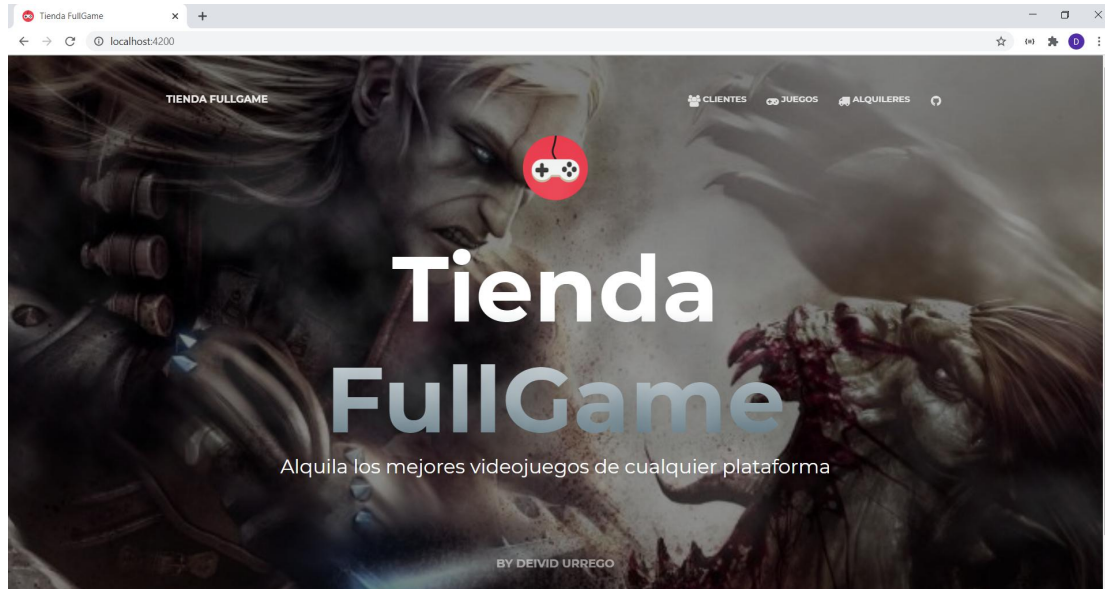 Tienda FullGame
localhost:4200
D
TIENDA FULLGAME
CLIENTES JUEGOS ALQUILERES
Tienda
FullGame
Alquila los mejores videojuegos de cualquier plataforma
BY DEIVID URREGO